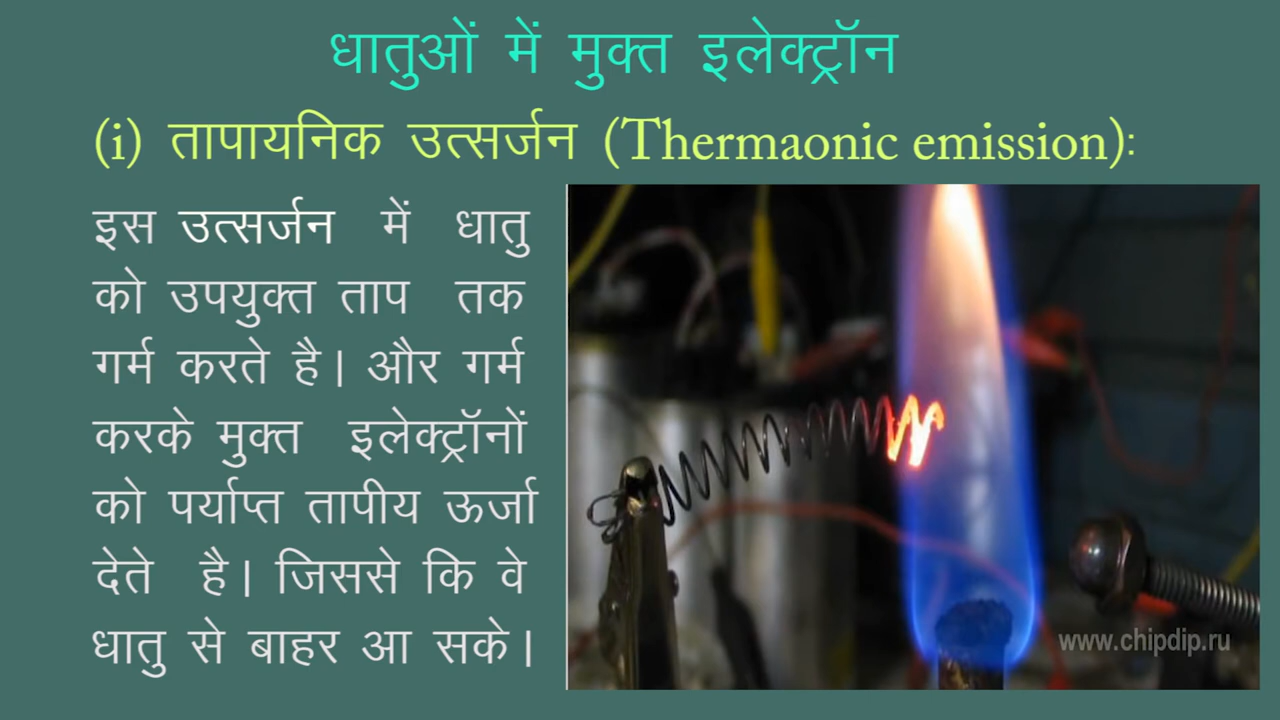 धातुओं में मुक्त इलेक्ट्रॉन
(i) तापायनिक उत्सर्जन (Thermaonic emission):
इस उत्सर्जन में धातु
को उपयुक्त ताप तक
गर्म करते है। और गर्म
करके मुक्त इलेक्ट्रॉनों
को पर्याप्त तापीय ऊर्जा
देते है। जिससे कि वे
धातु से बाहर आ सके।
www.chipdip.ru